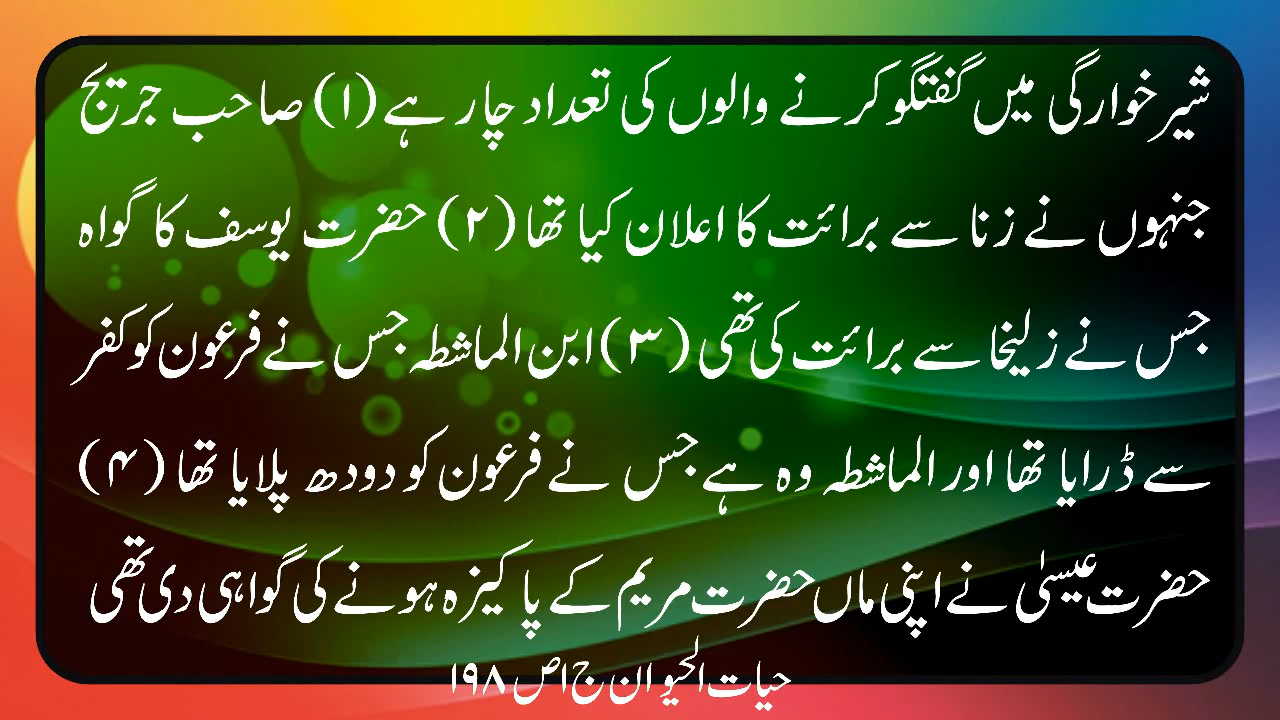 شیر خوارگی میں گفتگو کرنے والوں کی تعداد چار ہے (۱) صاحب جریج
جنہوں نے زنا سے برائت کا اعلان کیا تھا (۲) حضرت یوسف کا گواہ
جس نے زلیخا سے برائت کی تھی (۳) ابن الماشطہ جس نے فرعون کو کفر
سے ڈرایا تھا اور الماشطہ وہ ہے جس نے فرعون کو دودھ پلایا تھا (۴)
حضرت عیسیٰ نے اپنی ماں حضرت مریم کے پاکیزہ ہونے کی گواہی دی تھی
حیات الحیوان ج ا ص ۱۹۸